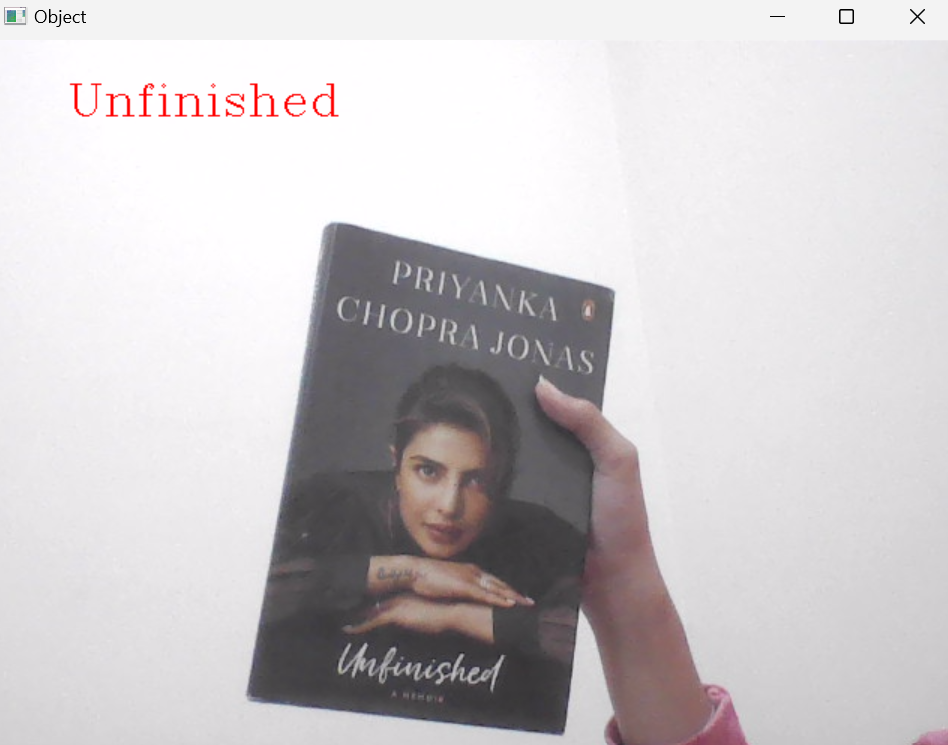 Object
Unfinished
PRIYANKA
CHOPRA JONAS
Unfinished
A MEMOIR